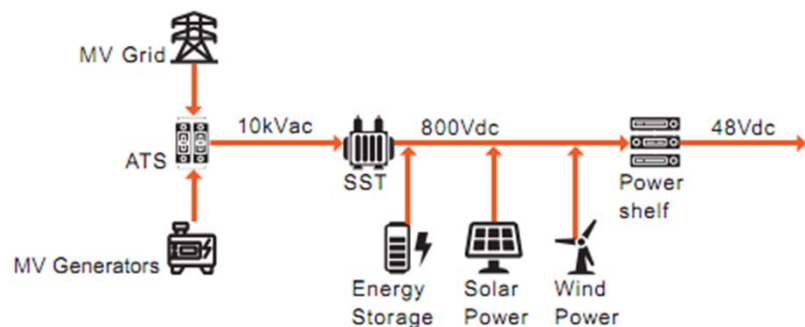 MV Grid
10kVac
800Vdc
48Vdc
ATS
SST
Power
shelf
MV Generators
Energy
Storage
Solar
Power
Wind
Power